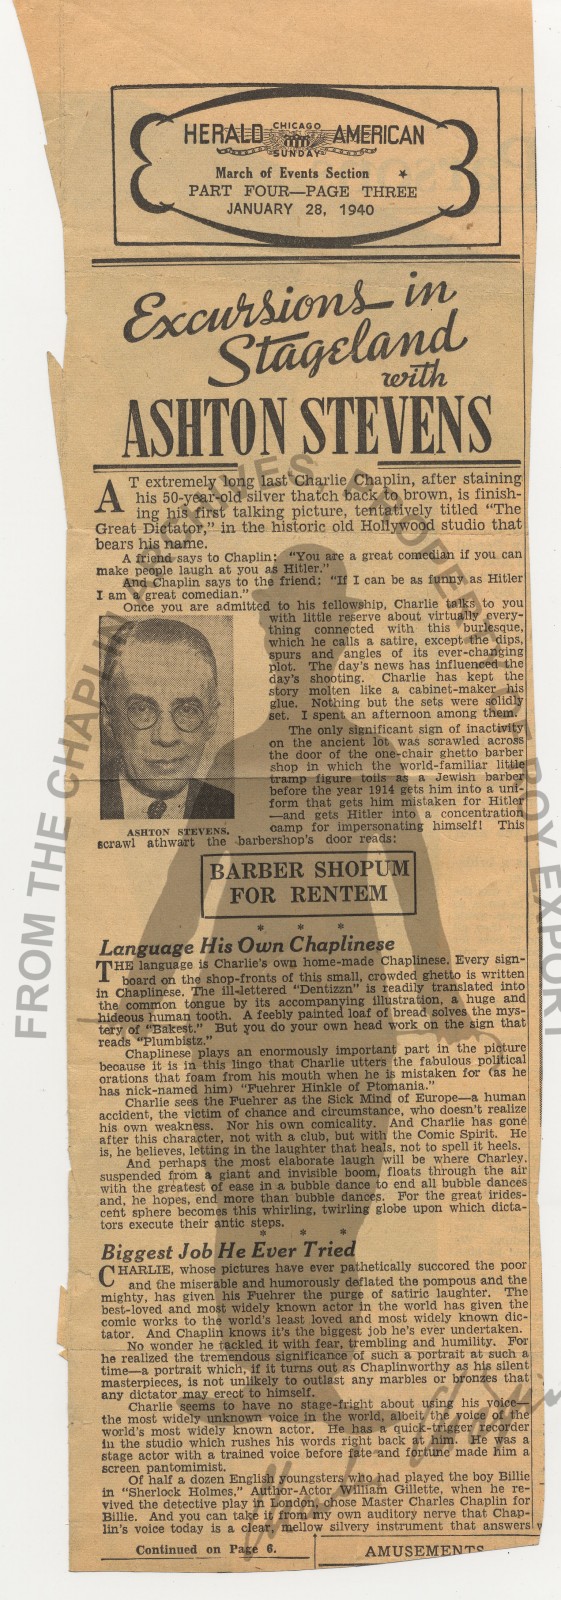 HERALD CHICAGO AMERICAN
SUNDAY
March of Events Section
PART FOUR—PAGE THREE
JANUARY 28, 1940
Excursions in
Stageland
with
ASHTON STEVENS
AT extremely long last Charlie Chaplin, after staining
his 50-year-old silver thatch back to brown, is finish-
ing his first talking picture, tentatively titled "The
Great Dictator," in the historic old Hollywood studio that
bears his name.
A friend says to Chaplin: "You are a great comedian if you can
make people laugh at you as Hitler."
And Chaplin says to the friend: "If I can be as funny as Hitler
I am a great comedian."
Once you are admitted to his fellowship, Charlie talks to you
with little reserve about virtually every-
thing connected with this burlesque,
which he calls a satire, except the dips,
spurs and angles of its ever-changing
plot. The day's news has influenced the
day's shooting. Charlie has kept the
story molten like a cabinet-maker his
glue. Nothing but the sets were solidly
set. I spent an afternoon among them.
The only significant sign of inactivity
on the ancient lot was scrawled across
the door of the one-chair ghetto barber
shop in which the world-familiar little
tramp figure toils as a Jewish barber
before the year 1914 gets him into a uni-
form that gets him mistaken for Hitler
—and gets Hitler into a concentration
camp for impersonating himself! This
ASHTON STEVENS.
scrawl athwart the barbershop's door reads:
BARBER SHOPUM
FOR RENTEM
* * *
Language His Own Chaplinese
THE language is Charlie's own home-made Chaplinese. Every sign-
board on the shop-fronts of this small, crowded ghetto is written
in Chaplinese. The ill-lettered "Dentizzn" is readily translated into
the common tongue by its accompanying illustration, a huge and
hideous human tooth. A feebly painted loaf of bread solves the mys-
tery of "Bakest." But you do your own head work on the sign that
reads "Plumbistz."
Chaplinese plays an enormously important part in the picture
because it is in this lingo that Charlie utters the fabulous political
orations that foam from his mouth when he is mistaken for (as he
has nick-named him) "Fuehrer Hinkle of Ptomania."
Charlie sees the Fuehrer as the Sick Mind of Europe—a human
accident, the victim of chance and circumstance, who doesn't realize
his own weakness. Nor his own comicality. And Charlie has gone
after this character, not with a club, but with the Comic Spirit. He
is, he believes, letting in the laughter that heals, not to spell it heels.
And perhaps the most elaborate laugh will be where Charley,
suspended from a giant and invisible boom, floats through the air
with the greatest of ease in a bubble dance to end all bubble dances
and, he hopes, end more than bubble dances. For the great irides-
cent sphere becomes this whirling, twirling globe upon which dicta-
tors execute their antic steps.
* * *
Biggest Job He Ever Tried
CHARLIE, whose pictures have ever pathetically succored the poor
and the miserable and humorously deflated the pompous and the
mighty, has given his Fuehrer the purge of satiric laughter. The
best-loved and most widely known actor in the world has given the
comic works to the world's least loved and most widely known dic-
tator. And Chaplin knows it's the biggest job he's ever undertaken.
No wonder he tackled it with fear, trembling and humility. For
he realized the tremendous significance of such a portrait at such a
time—a portrait which, if it turns out as Chaplinworthy as his silent
masterpieces, is not unlikely to outlast any marbles or bronzes that
any dictator may erect to himself.
Charlie seems to have no stage-fright about using his voice—
the most widely unknown voice in the world, albeit the voice of the
world's most widely known actor. He has a quick-trigger recorder
in the studio which rushes his words right back at him. He was a
stage actor with a trained voice before fate and fortune made him a
screen pantomimist.
Of half a dozen English youngsters who had played the boy Billie
in "Sherlock Holmes," Author-Actor William Gillette, when he re-
vived the detective play in London, chose Master Charles Chaplin for
Billie. And you can take it from my own auditory nerve that Chap-
lin's voice today is a clear, mellow silvery instrument that answers
Continued on Page 6.
AMUSEMENTS
FROM THE CHAPLIN ARCHIVES, PROPERTY OF ROY EXPORT
Charles Chaplin